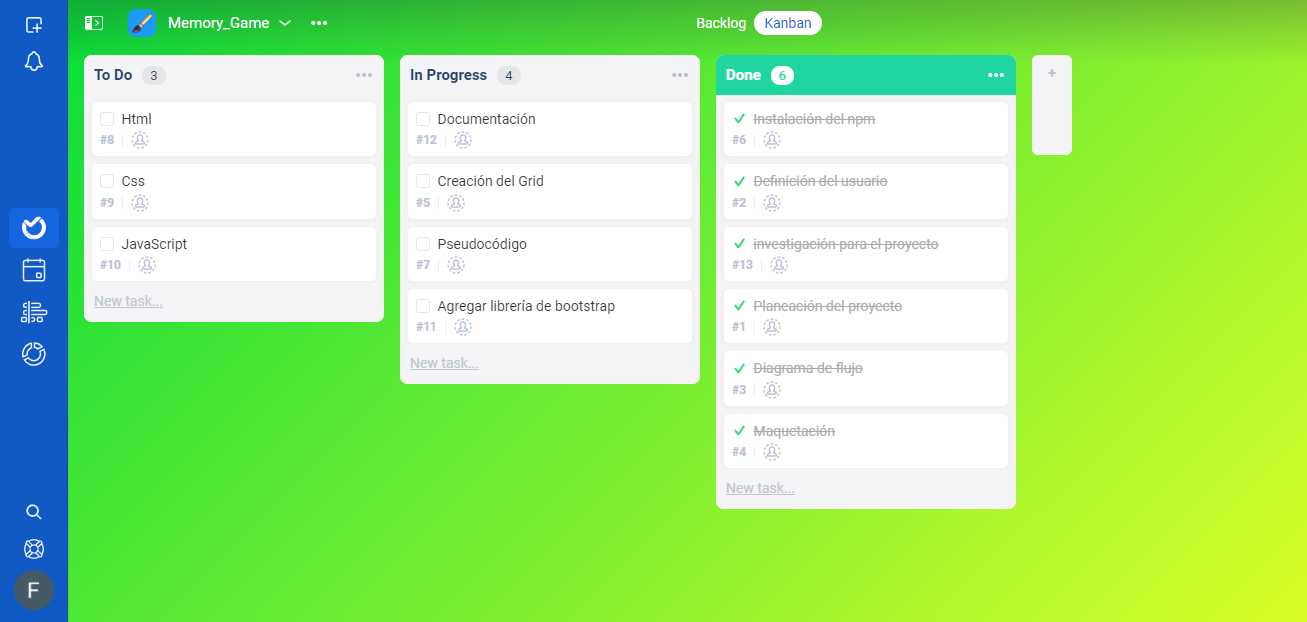 Memory_Game
Backlog Kanban
To Do 3
Html
#8
Css
#9
JavaScript
#10
New task...
In Progress 4
Documentación
#12
Creación del Grid
#5
Pseudocódigo
#7
Agregar librería de bootstrap
#11
New task...
Done 6
Instalación del npm
#6
Definición del usuario
#2
investigación para el proyecto
#13
Planeación del proyecto
#1
Diagrama de flujo
#3
Maquetación
#4
New task...
+
F